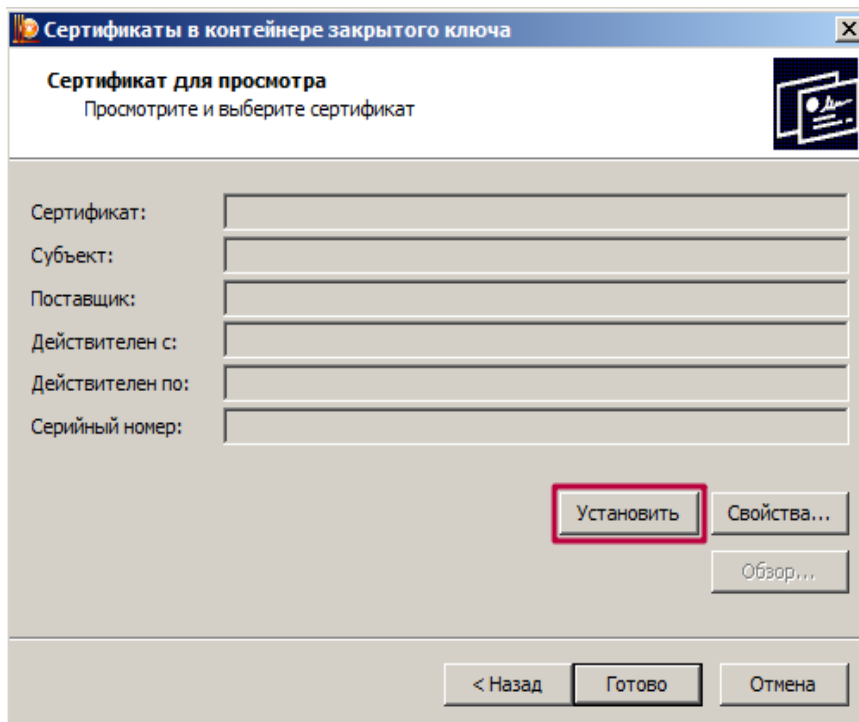 Сертификаты в контейнере закрытого ключа
Сертификат для просмотра
Просмотрите и выберите сертификат
Сертификат:
Субъект:
Поставщик:
Действителен с:
Действителен по:
Серийный номер:
Установить Свойства...
Обзор...
< Назад Готово Отмена